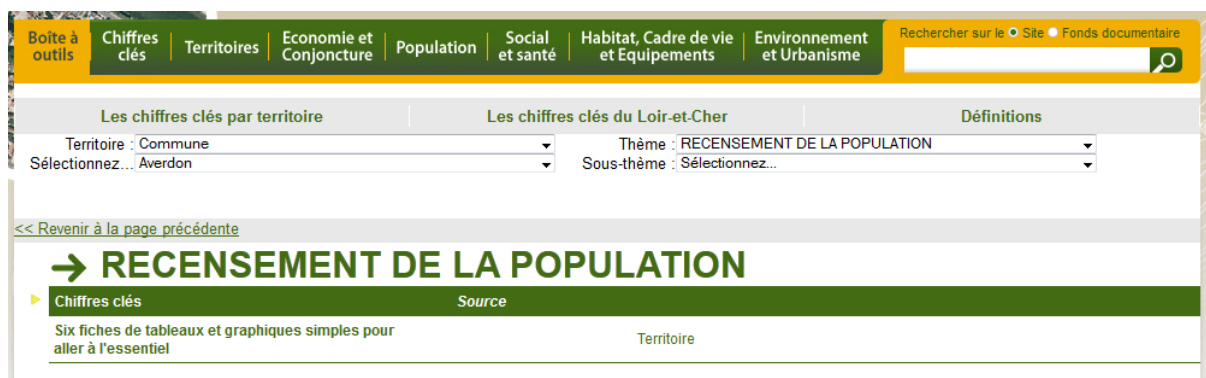 Boîte à outils
Chiffres clés
Territoires
Economie et Conjoncture
Population
Social et santé
Habitat, Cadre de vie et Equipements
Environnement et Urbanisme
Rechercher sur le Site Fonds documentaire
Les chiffres clés par territoire
Les chiffres clés du Loir-et-Cher
Définitions
Territoire : Commune
Thème : RECENSEMENT DE LA POPULATION
Sélectionnez... Averdon
Sous-thème : Sélectionnez...
<< Revenir à la page précédente
→ RECENSEMENT DE LA POPULATION
Chiffres clés Source
Six fiches de tableaux et graphiques simples pour
aller à l'essentiel
Territoire